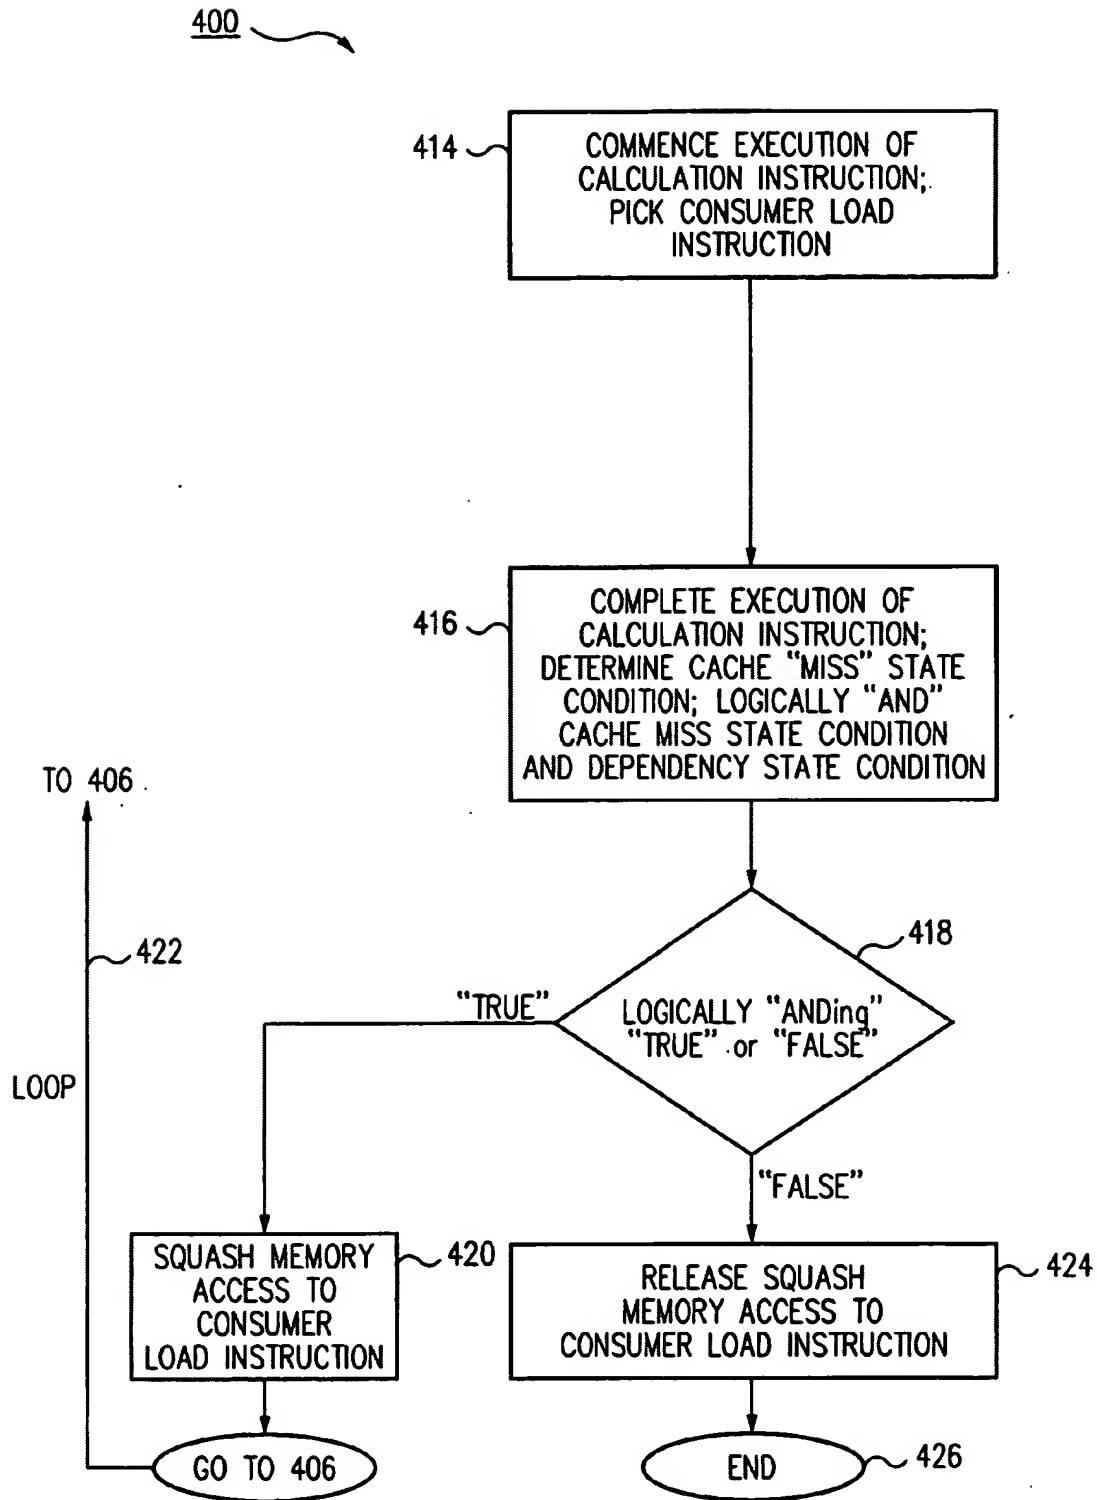 400
414
COMMENCE EXECUTION OF
CALCULATION INSTRUCTION;
PICK CONSUMER LOAD
INSTRUCTION
416
COMPLETE EXECUTION OF
CALCULATION INSTRUCTION;
DETERMINE CACHE "MISS" STATE
CONDITION; LOGICALLY "AND"
CACHE MISS STATE CONDITION
AND DEPENDENCY STATE CONDITION
TO 406
422
LOOP
418
LOGICALLY "ANDing"
"TRUE" or "FALSE"
"TRUE"
"FALSE"
SQUASH MEMORY
ACCESS TO
CONSUMER
LOAD INSTRUCTION
420
RELEASE SQUASH
MEMORY ACCESS TO
CONSUMER LOAD INSTRUCTION
424
GO TO 406
END
426